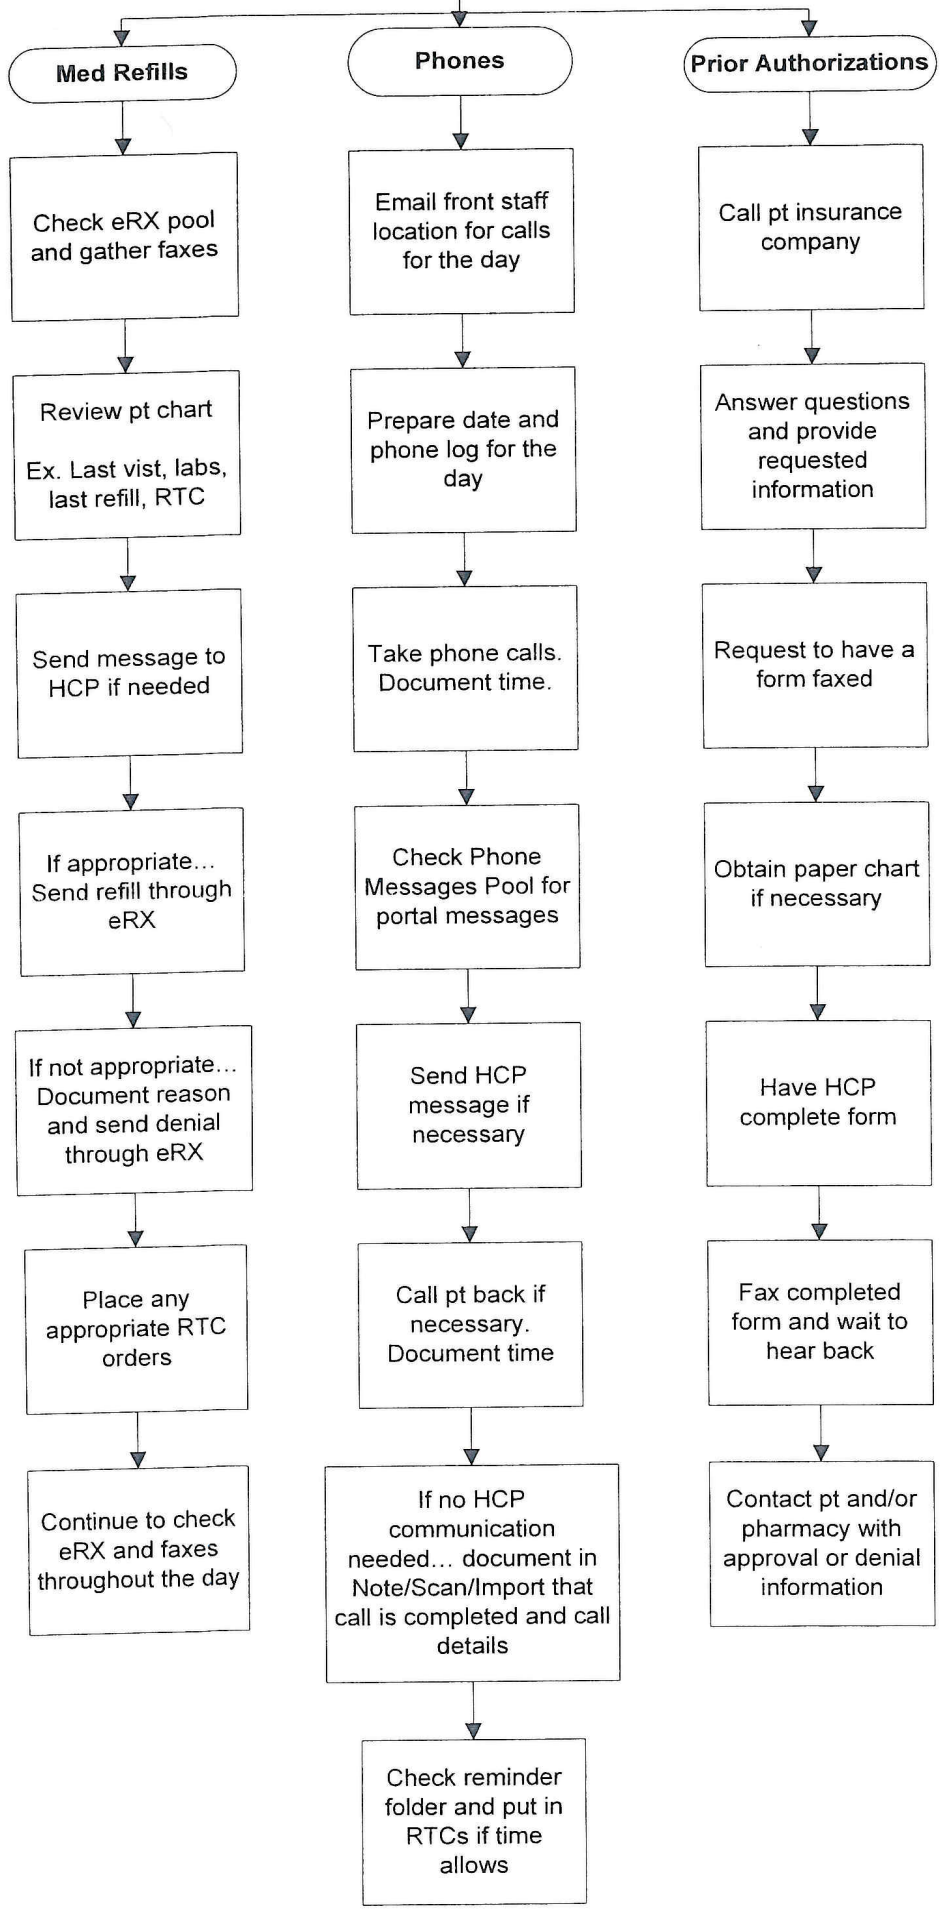 Med Refills
Check eRX pool
and gather faxes
Review pt chart
Ex. Last vist, labs,
last refill, RTC
Send message to
HCP if needed
If appropriate…
Send refill through
eRX
If not appropriate…
Document reason
and send denial
through eRX
Place any
appropriate RTC
orders
Continue to check
eRX and faxes
throughout the day
Phones
Email front staff
location for calls
for the day
Prepare date and
phone log for the
day
Take phone calls.
Document time.
Check Phone
Messages Pool for
portal messages
Send HCP
message if
necessary
Call pt back if
necessary.
Document time
If no HCP
communication
needed… document in
Note/Scan/Import that
call is completed and call
details
Check reminder
folder and put in
RTCs if time
allows
Prior Authorizations
Call pt insurance
company
Answer questions
and provide
requested
information
Request to have a
form faxed
Obtain paper chart
if necessary
Have HCP
complete form
Fax completed
form and wait to
hear back
Contact pt and/or
pharmacy with
approval or denial
information